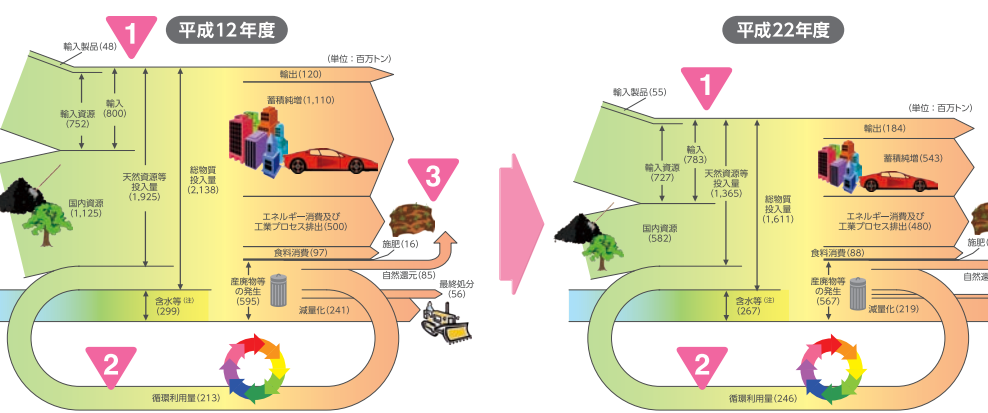 1
平成12年度
輸入製品(48)
(単位：百万トン)
輸出(120)
蓄積純増(1,110)
輸入
(800)
輸入資源
(752)
天然資源等
投入量
(1,925)
総物質
投入量
(2,138)
3
国内資源
(1,125)
エネルギー消費及び
工業プロセス排出(500)
施肥(16)
食料消費(97)
自然還元(85)
産廃物等
の発生
(595)
最終処分
(56)
含水等(注)
(299)
減量化(241)
2
循環利用量(213)
平成22年度
1
輸入製品(55)
(単位：百万トン)
輸出(184)
輸入
(783)
蓄積純増(543)
輸入資源
(727)
天然資源等
投入量
(1,365)
総物質
投入量
(1,611)
国内資源
(582)
エネルギー消費及び
工業プロセス排出(480)
施肥(
食料消費(88)
自然還
産廃物等
の発生
(567)
含水等(注)
(267)
減量化(219)
2
循環利用量(246)